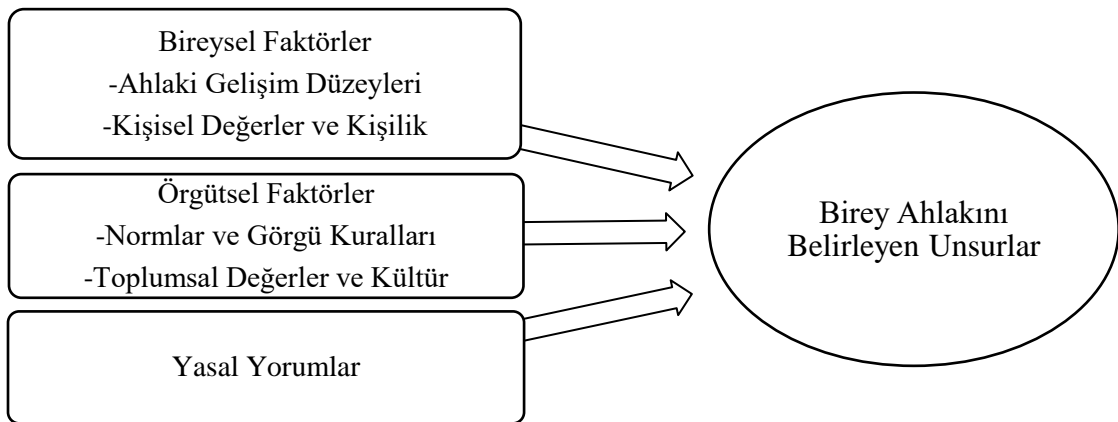 Bireysel Faktörler
-Ahlaki Gelişim Düzeyleri
-Kişisel Değerler ve Kişilik
Örgütsel Faktörler
-Normlar ve Görgü Kuralları
-Toplumsal Değerler ve Kültür
Yasal Yorumlar
Birey Ahlakını
Belirleyen Unsurlar